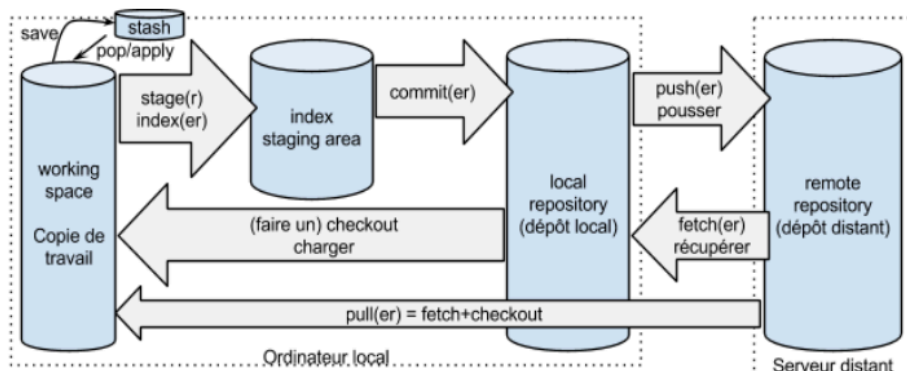 save
stash
pop/apply
stage(r)
index(er)
commit(er)
push(er)
pousser
index
staging area
working
space
Copie de
travail
local
repository
(dépôt local)
remote
repository
(dépôt distant)
(faire un) checkout
charger
fetch(er)
récupérer
pull(er) = fetch+checkout
Ordinateur local
Serveur distant